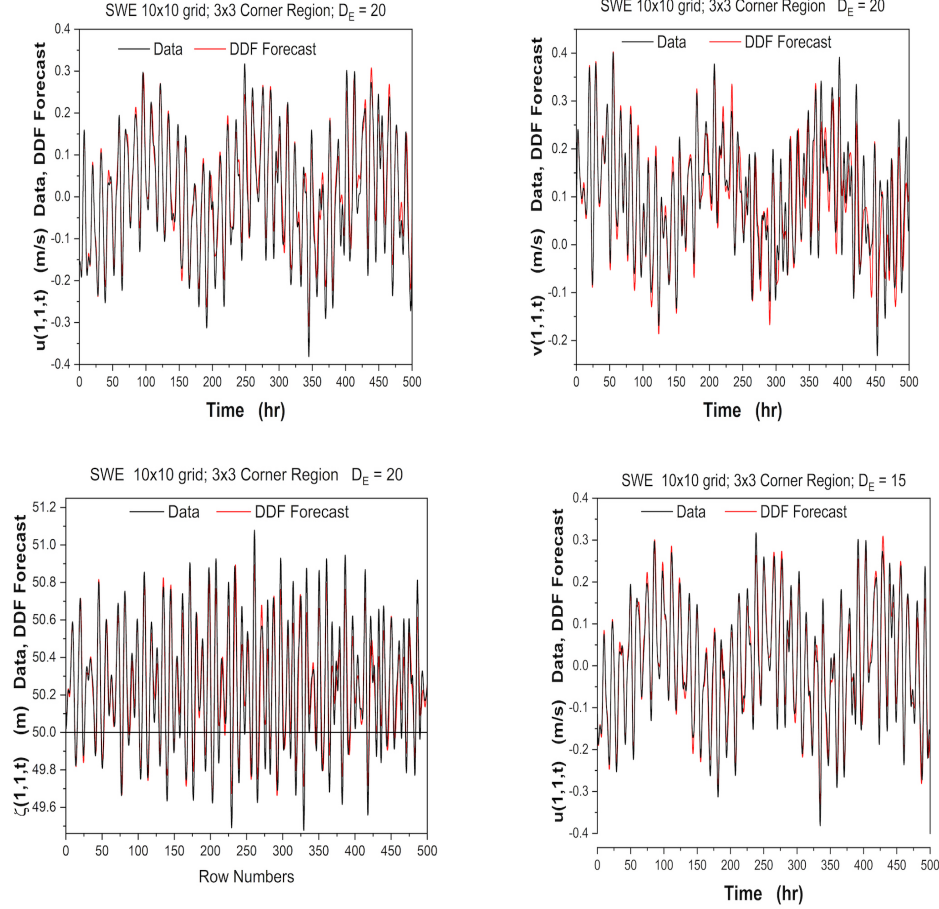 SWE 10x10 grid; 3x3 Corner Region; D_E = 20
Data DDF Forecast
u(1,1,t) (m/s) Data, DDF Forecast
0.4
0.3
0.2
0.1
0.0
-0.1
-0.2
-0.3
-0.4
0 50 100 150 200 250 300 350 400 450 500
Time (hr)
SWE 10x10 grid; 3x3 Corner Region D_E = 20
Data DDF Forecast
v(1,1,t) (m/s) Data, DDF Forecast
0.4
0.3
0.2
0.1
0.0
-0.1
-0.2
0 50 100 150 200 250 300 350 400 450 500
Time (hr)
SWE 10x10 grid; 3x3 Corner Region D_E = 20
Data DDF Forecast
ζ(1,1,t) (m) Data, DDF Forecast
51.2
51.0
50.8
50.6
50.4
50.2
50.0
49.8
49.6
0 50 100 150 200 250 300 350 400 450 500
Row Numbers
SWE 10x10 grid; 3x3 Corner Region; D_E = 15
Data DDF Forecast
u(1,1,t) (m/s) Data, DDF Forecast
0.4
0.3
0.2
0.1
0.0
-0.1
-0.2
-0.3
-0.4
0 50 100 150 200 250 300 350 400 450 500
Time (hr)